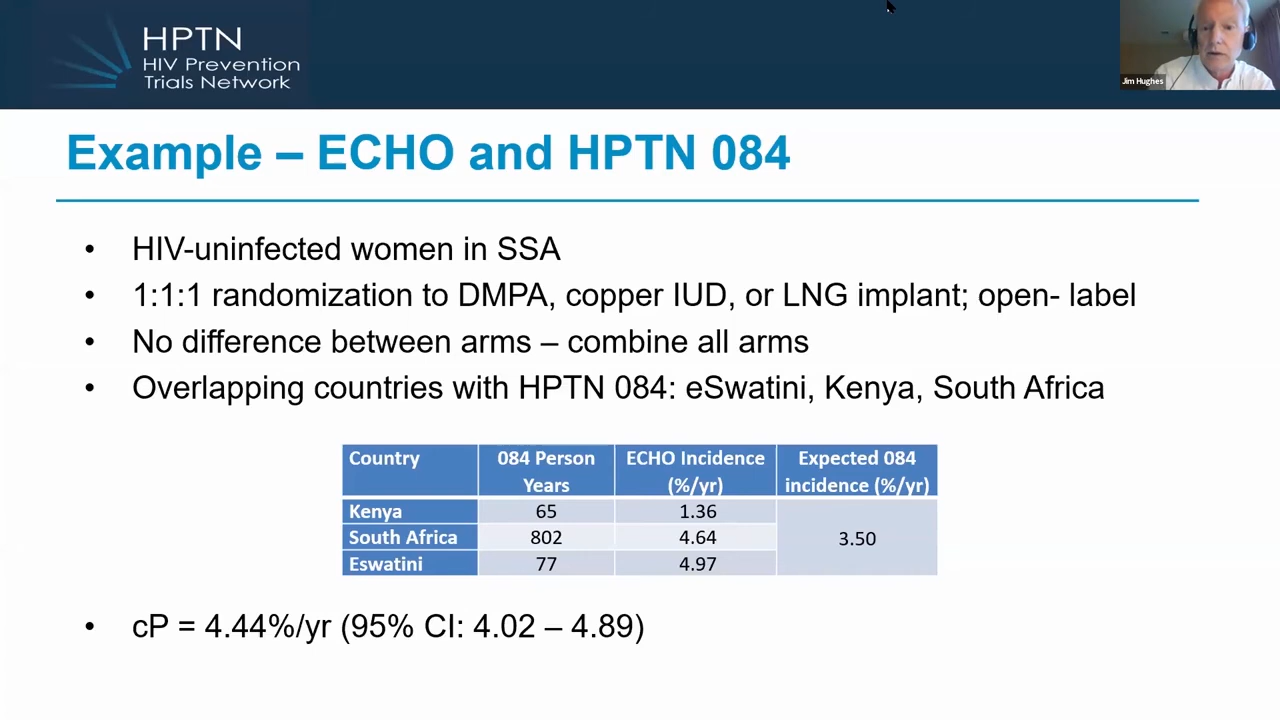 HPTN
HIV Prevention
Trials Network
Jim Hughes
Example – ECHO and HPTN 084
• HIV-uninfected women in SSA
• 1:1:1 randomization to DMPA, copper IUD, or LNG implant; open- label
• No difference between arms – combine all arms
• Overlapping countries with HPTN 084: eSwatini, Kenya, South Africa
Country 084 Person Years ECHO Incidence (%/yr) Expected 084 incidence (%/yr)
Kenya 65 1.36
South Africa 802 4.64 3.50
Eswatini 77 4.97
• cP = 4.44%/yr (95% CI: 4.02 – 4.89)